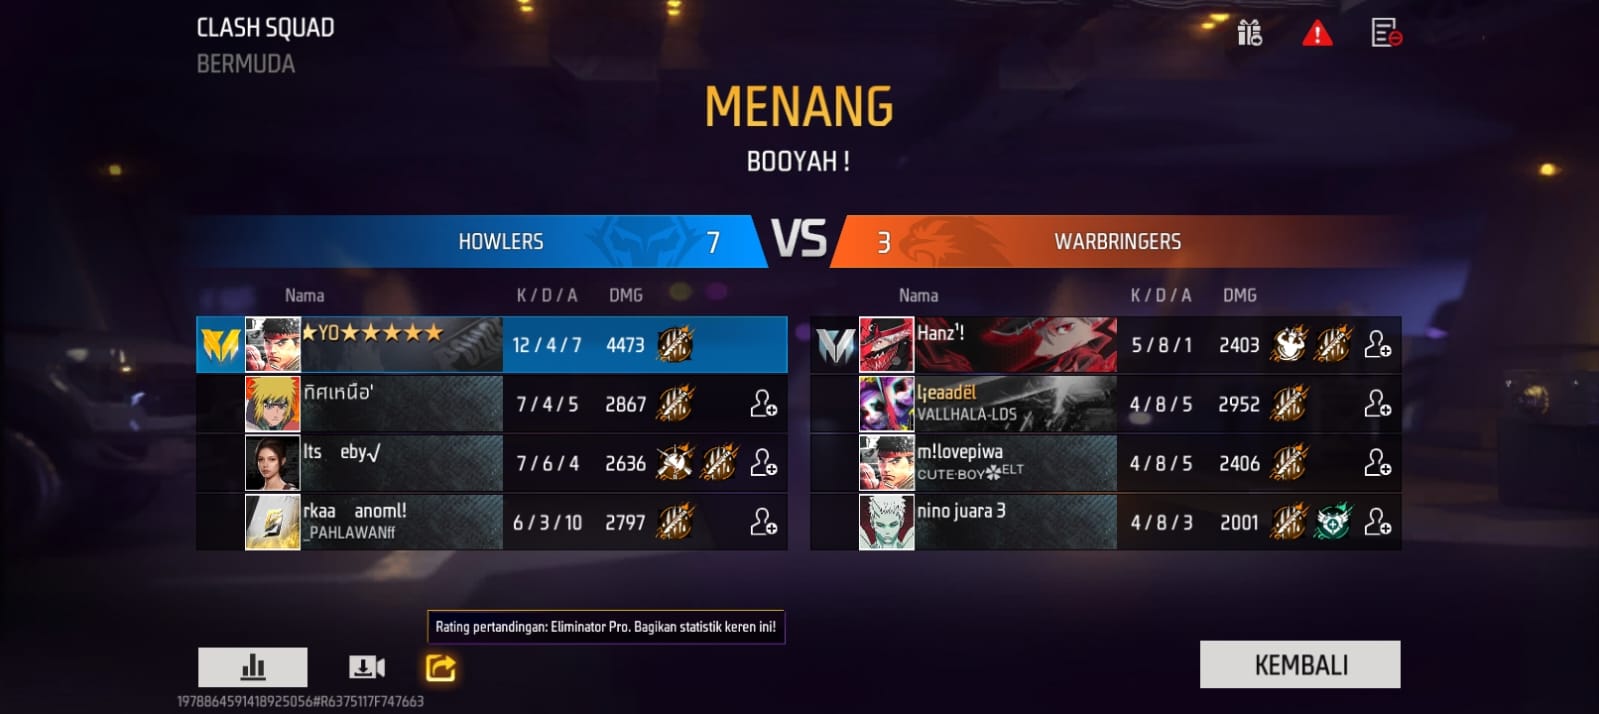 CLASH SQUAD
BERMUDA
MENANG
BOOYAH !
HOWLERS 7 VS 3 WARBRINGERS
Nama K / D / A DMG Nama K / D / A DMG
★YO★★★★★ 12 / 4 / 7 4473
ทิศเหนือ' 7 / 4 / 5 2867
Its eby√ 7 / 6 / 4 2636
rkaa anoml! 6 / 3 / 10 2797
_PAHLAWANff
Hanz¹! 5 / 8 / 1 2403
l¡eaadël 4 / 8 / 5 2952
VALLHALA-LDS
m!lovepiwa 4 / 8 / 5 2406
CUTE·BOY✤ELT
nino juara 3 4 / 8 / 3 2001
Rating pertandingan: Eliminator Pro. Bagikan statistik keren ini!
KEMBALI
1978864591418925056#R6375117F747663